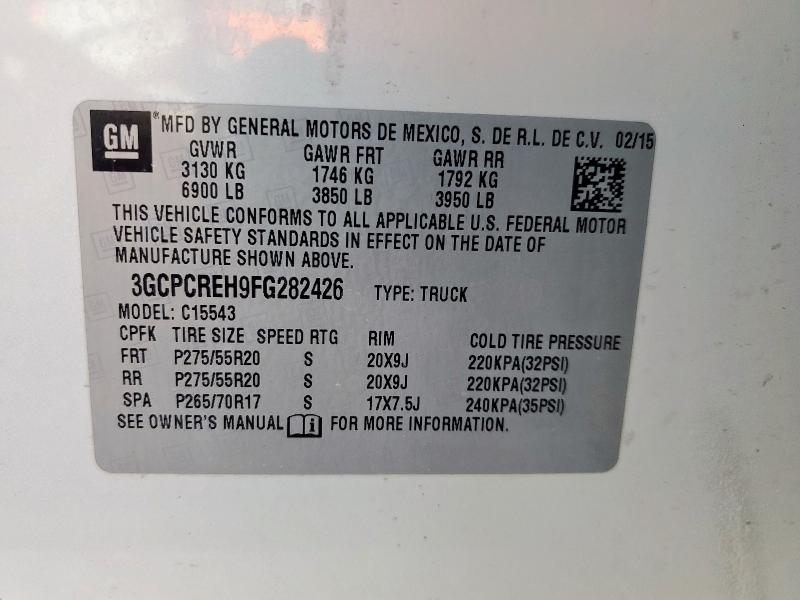 GM
® MFD BY GENERAL MOTORS DE MEXICO, S. DE R.L. DE C.V. 02/15
GVWR GAWR FRT GAWR RR
3130 KG 1746 KG 1792 KG
6900 LB 3850 LB 3950 LB
THIS VEHICLE CONFORMS TO ALL APPLICABLE U.S. FEDERAL MOTOR
VEHICLE SAFETY STANDARDS IN EFFECT ON THE DATE OF
MANUFACTURE SHOWN ABOVE.
3GCPCREH9FG282426 TYPE: TRUCK
MODEL: C15543
CPFK TIRE SIZE SPEED RTG RIM COLD TIRE PRESSURE
FRT P275/55R20 S 20X9J 220KPA(32PSI)
RR P275/55R20 S 20X9J 220KPA(32PSI)
SPA P265/70R17 S 17X7.5J 240KPA(35PSI)
SEE OWNER'S MANUAL i FOR MORE INFORMATION.